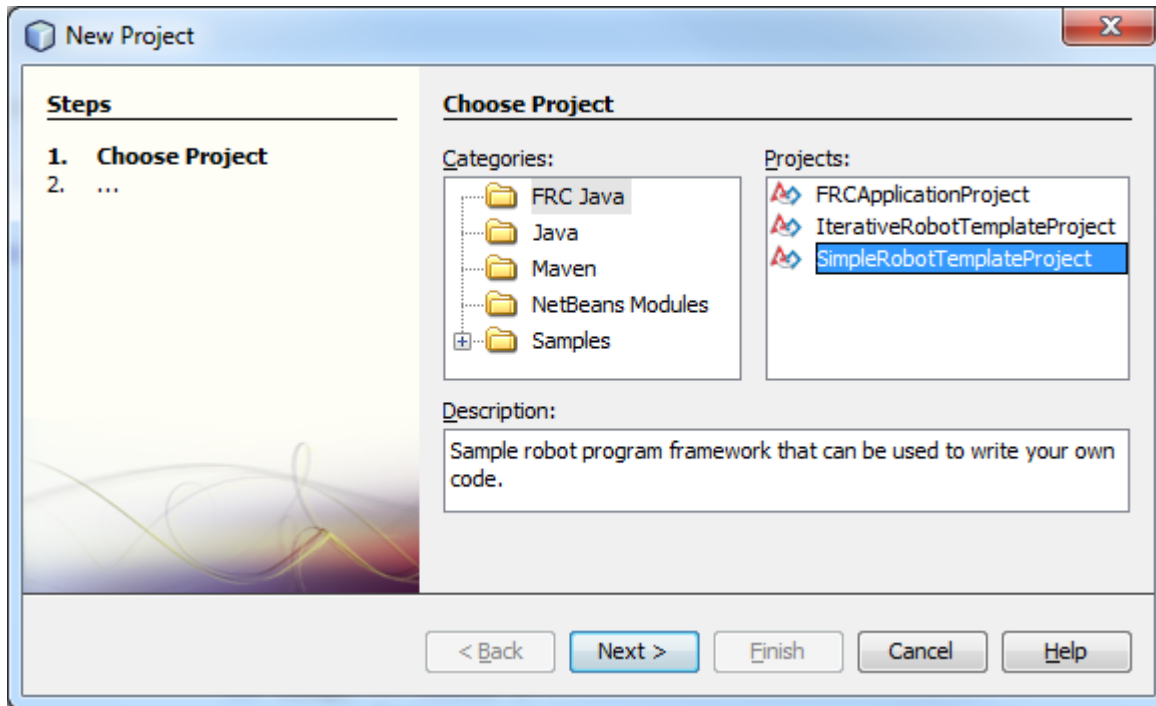 New Project
Steps
1. Choose Project
2. ...
Choose Project
Categories:
FRC Java
Java
Maven
NetBeans Modules
Samples
Projects:
FRCApplicationProject
IterativeRobotTemplateProject
SimpleRobotTemplateProject
Description:
Sample robot program framework that can be used to write your own
code.
< Back
Next >
Finish
Cancel
Help